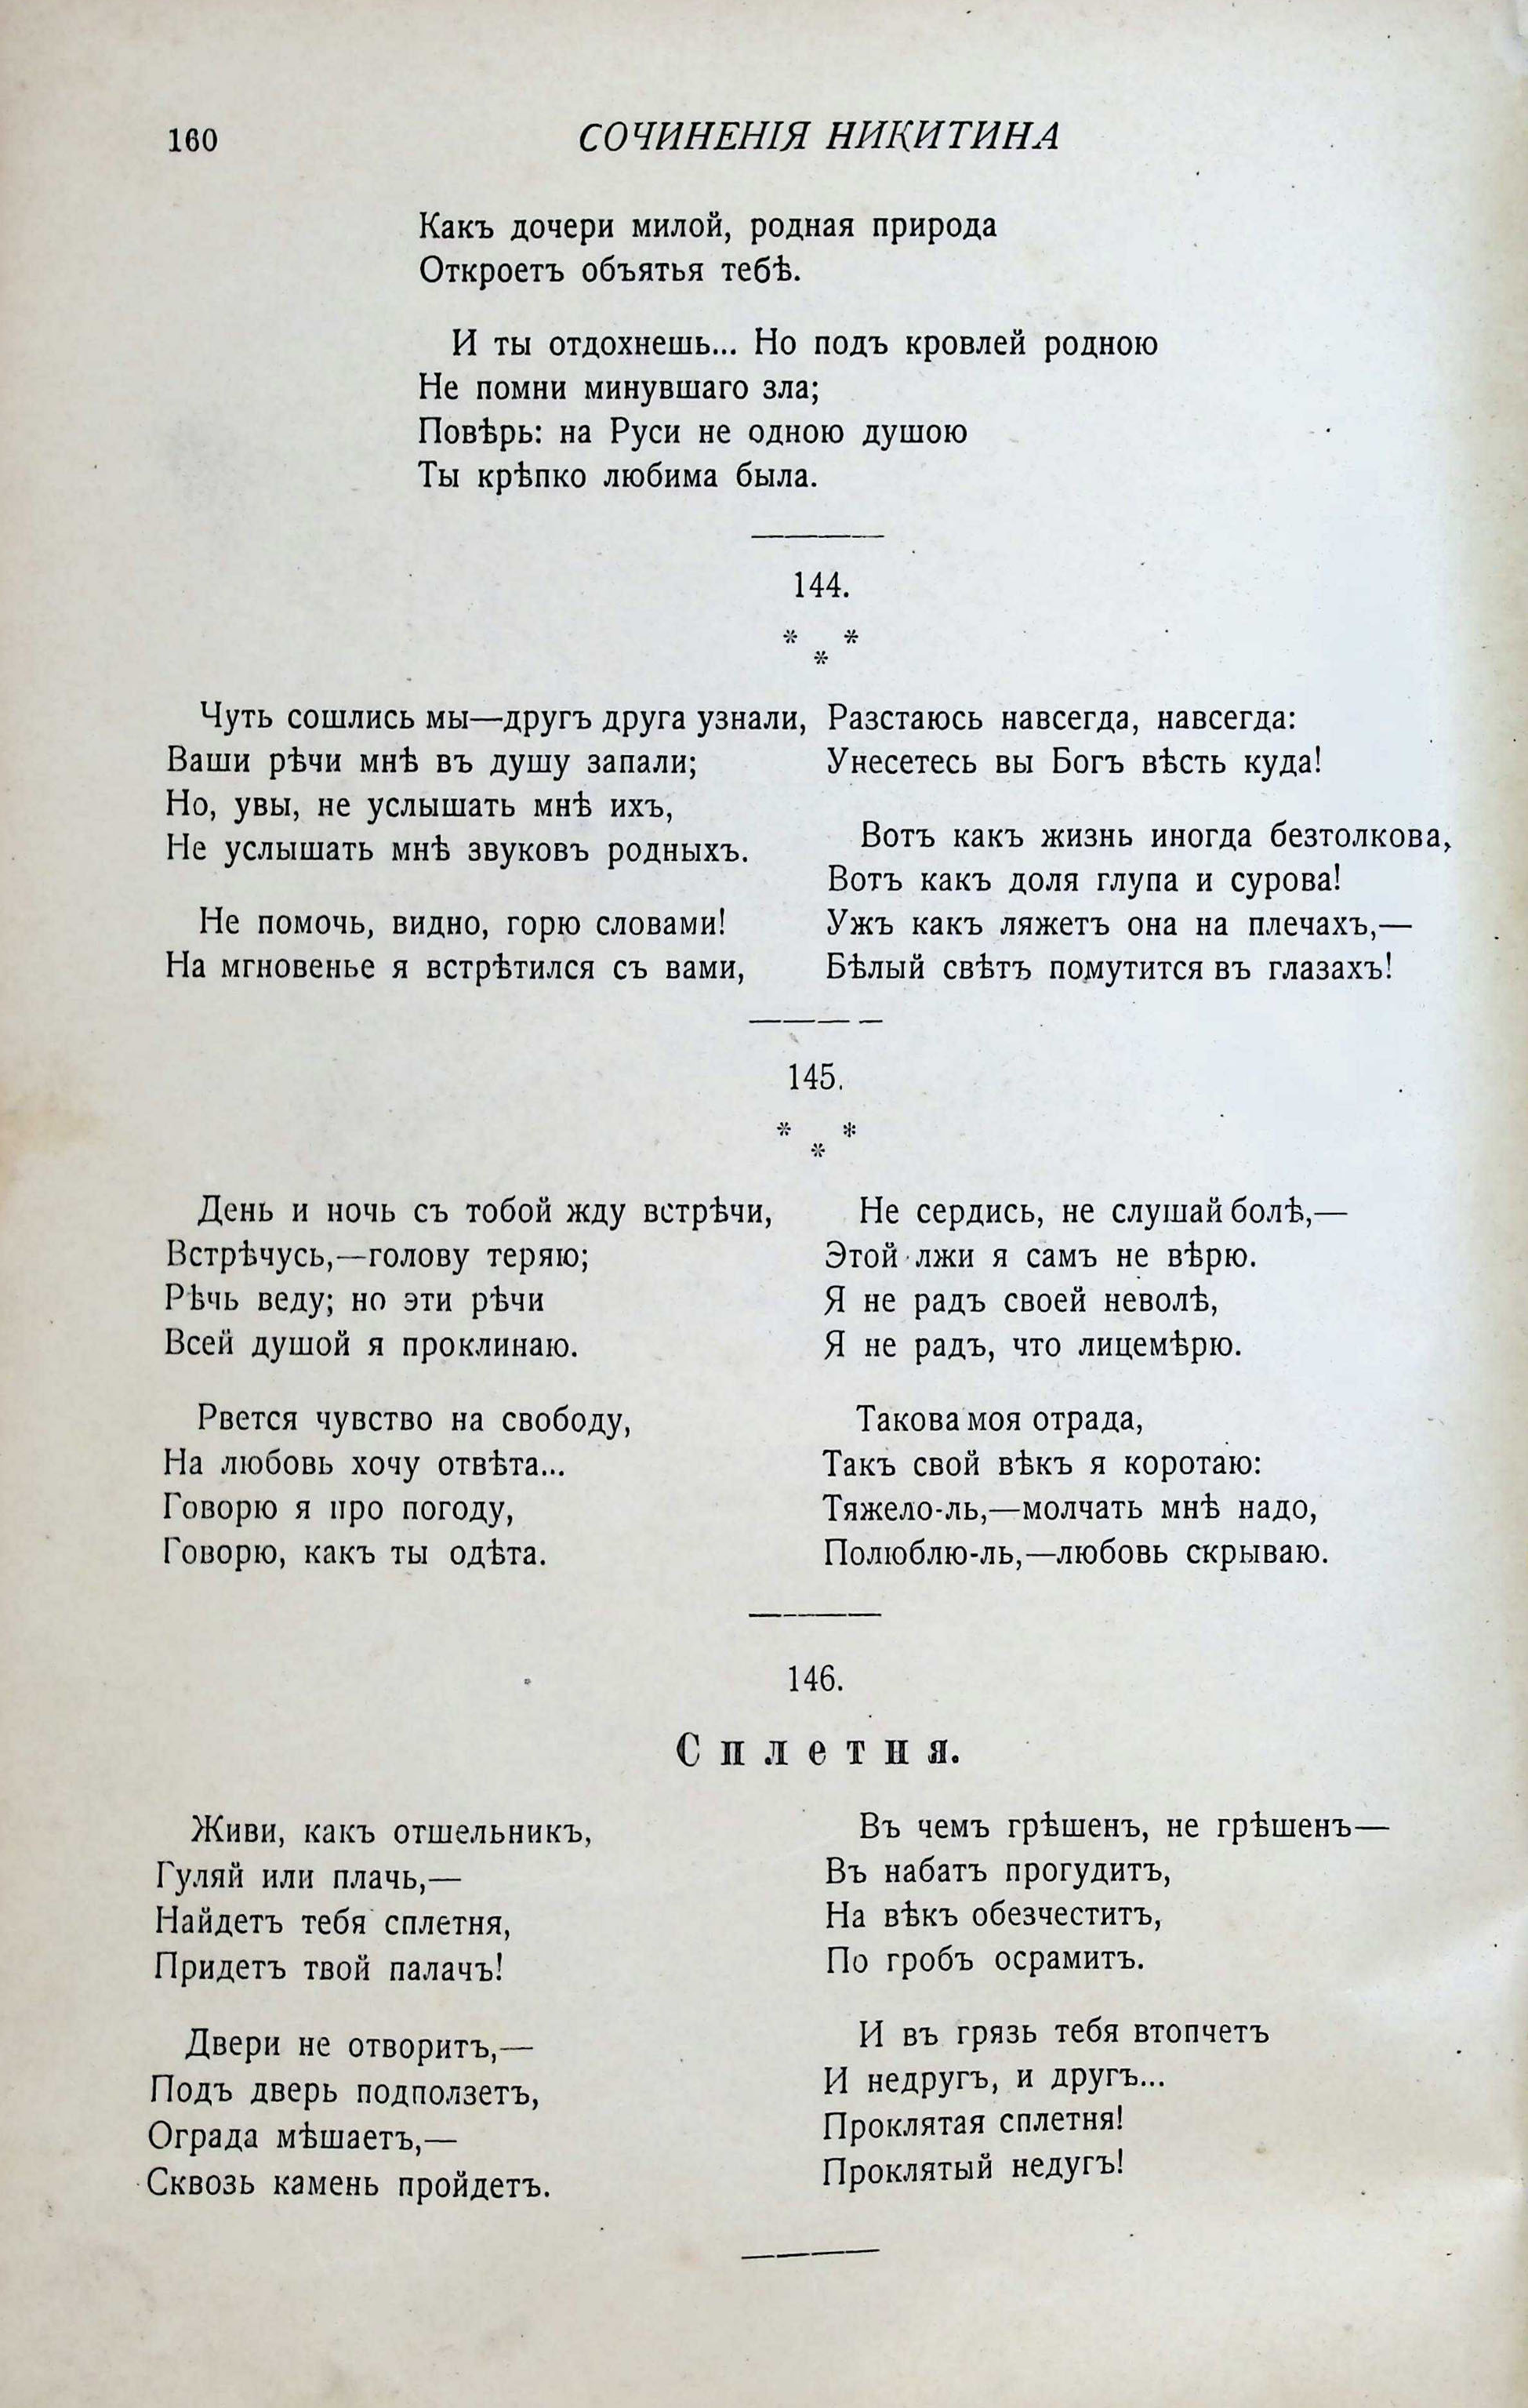 160
СОЧИНЕНІЯ НИКИТИНА
Какъ дочери милой, родная природа
Откроетъ объятья тебѣ.
И ты отдохнешь... Но подъ кровлей родною
Не помни минувшаго зла;
Повѣрь: на Руси не одною душою
Ты крѣпко любима была.
144.
* * *
Чуть сошлись мы—другъ друга узнали,
Ваши рѣчи мнѣ въ душу запали;
Но, увы, не услышать мнѣ ихъ,
Не услышать мнѣ звуковъ родныхъ.
Не помочь, видно, горю словами!
На мгновенье я встрѣтился съ вами,
Разстаюсь навсегда, навсегда:
Унесетесь вы Богъ вѣсть куда!
Вотъ какъ жизнь иногда безтолкова,
Вотъ какъ доля глупа и сурова!
Ужъ какъ ляжетъ она на плечахъ,—
Бѣлый свѣтъ помутится въ глазахъ!
145.
* * *
День и ночь съ тобой жду встрѣчи,
Встрѣчусь,—голову теряю;
Рѣчь веду; но эти рѣчи
Всей душой я проклинаю.
Рвется чувство на свободу,
На любовь хочу отвѣта...
Говорю я про погоду,
Говорю, какъ ты одѣта.
Не сердись, не слушай болѣ,—
Этой лжи я самъ не вѣрю.
Я не радъ своей неволѣ,
Я не радъ, что лицемѣрю.
Такова моя отрада,
Такъ свой вѣкъ я коротаю:
Тяжело-ль,—молчать мнѣ надо,
Полюблю-ль,—любовь скрываю.
146.
Сплетня.
Живи, какъ отшельникъ,
Гуляй или плачь,—
Найдетъ тебя сплетня,
Придетъ твой палачъ!
Двери не отворитъ,—
Подъ дверь подползетъ,
Ограда мѣшаетъ,—
Сквозь камень пройдетъ.
Въ чемъ грѣшенъ, не грѣшенъ—
Въ набатъ прогудитъ,
На вѣкъ обезчеститъ,
По гробъ осрамитъ.
И въ грязь тебя втопчетъ
И недругъ, и другъ...
Проклятая сплетня!
Проклятый недугъ!